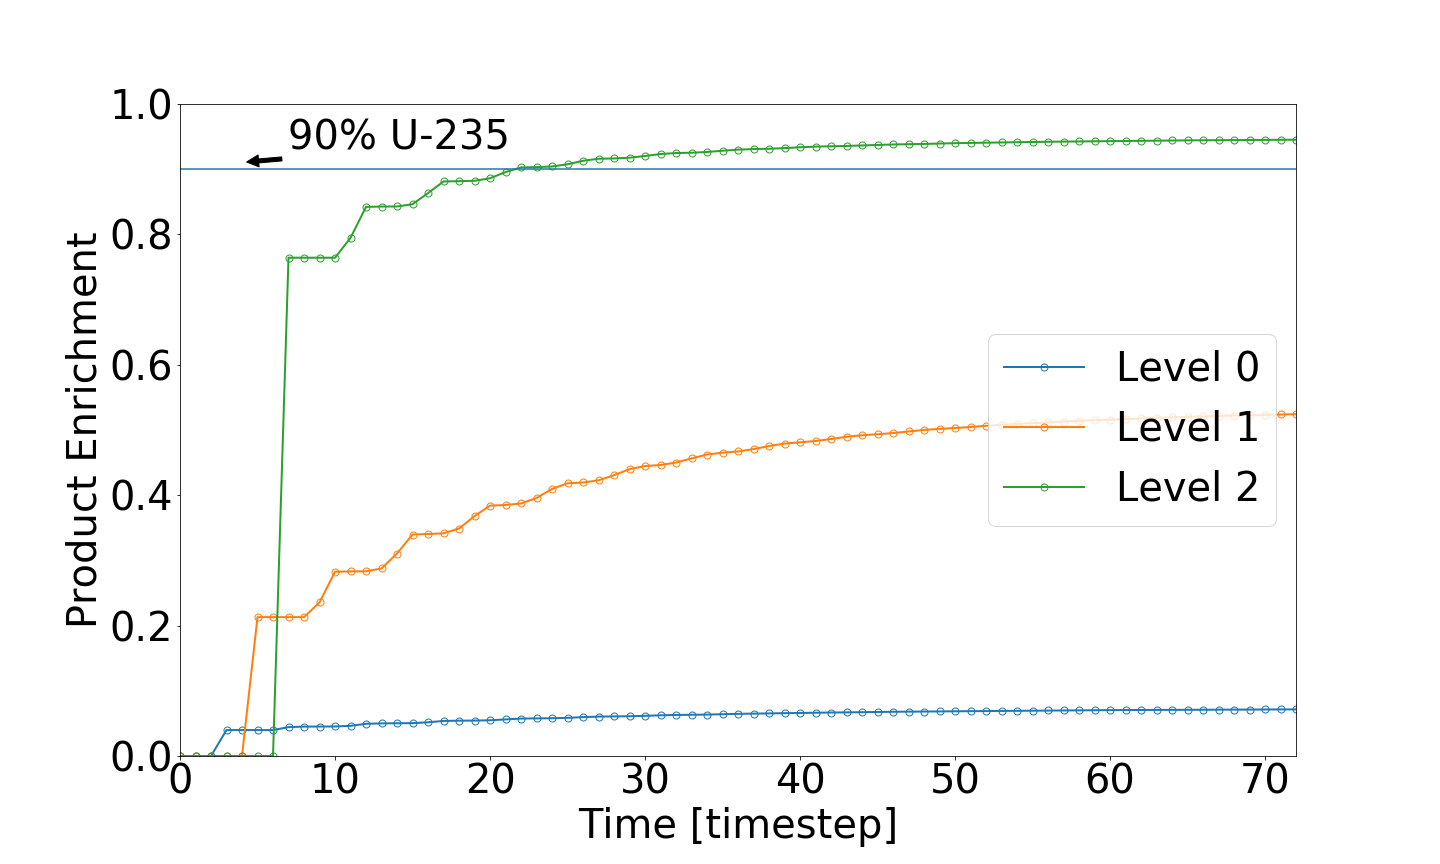 1.0
90% U-235
0.8
0.6
0.4
0.2
0.0
Product Enrichment
Level 0
Level 1
Level 2
0 10 20 30 40 50 60 70
Time [timestep]